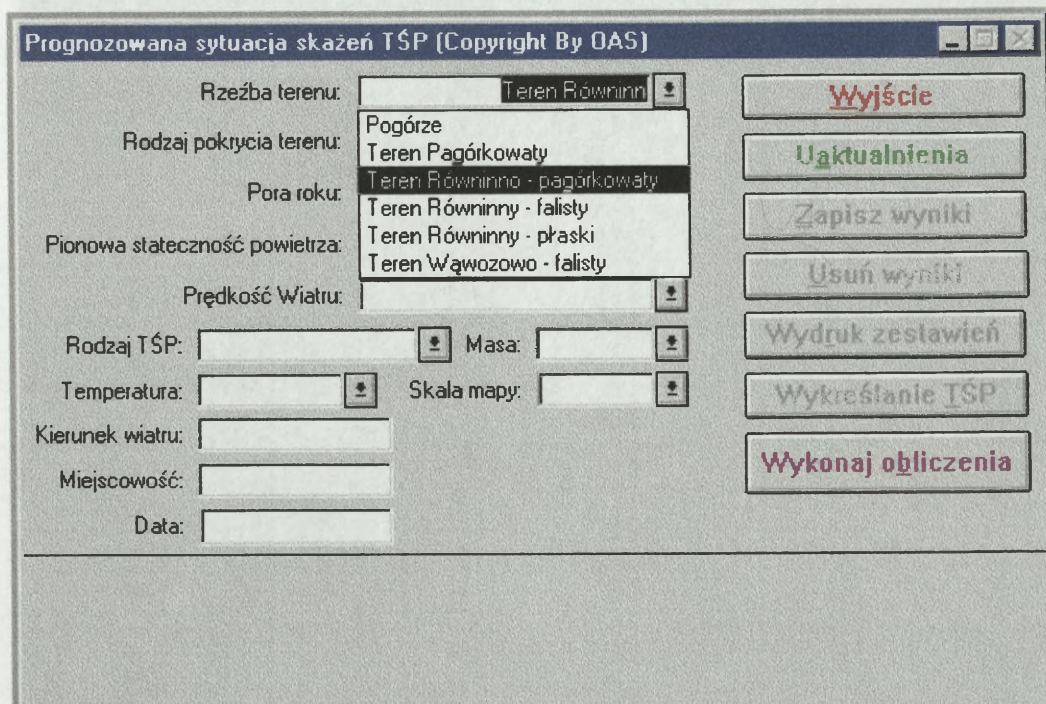 Prognozowana sytuacja skażeń TŚP (Copyright By OAS)
Rzeźba terenu: Teren Równinn
Pogórze
Teren Pagórkowaty
Teren Równinno - pagórkowaty
Teren Równinny - falisty
Teren Równinny - płaski
Teren Wąwozowo - falisty
Rodzaj pokrycia terenu:
Pora roku:
Pionowa stateczność powietrza:
Prędkość Wiatru:
Rodzaj TŚP: Masa:
Temperatura: Skala mapy:
Kierunek wiatru:
Miejscowość:
Data:
Wyjście
Uaktualnienia
Zapisz wyniki
Usuń wyniki
Wydruk zestawień
Wykreślanie TŚP
Wykonaj obliczenia